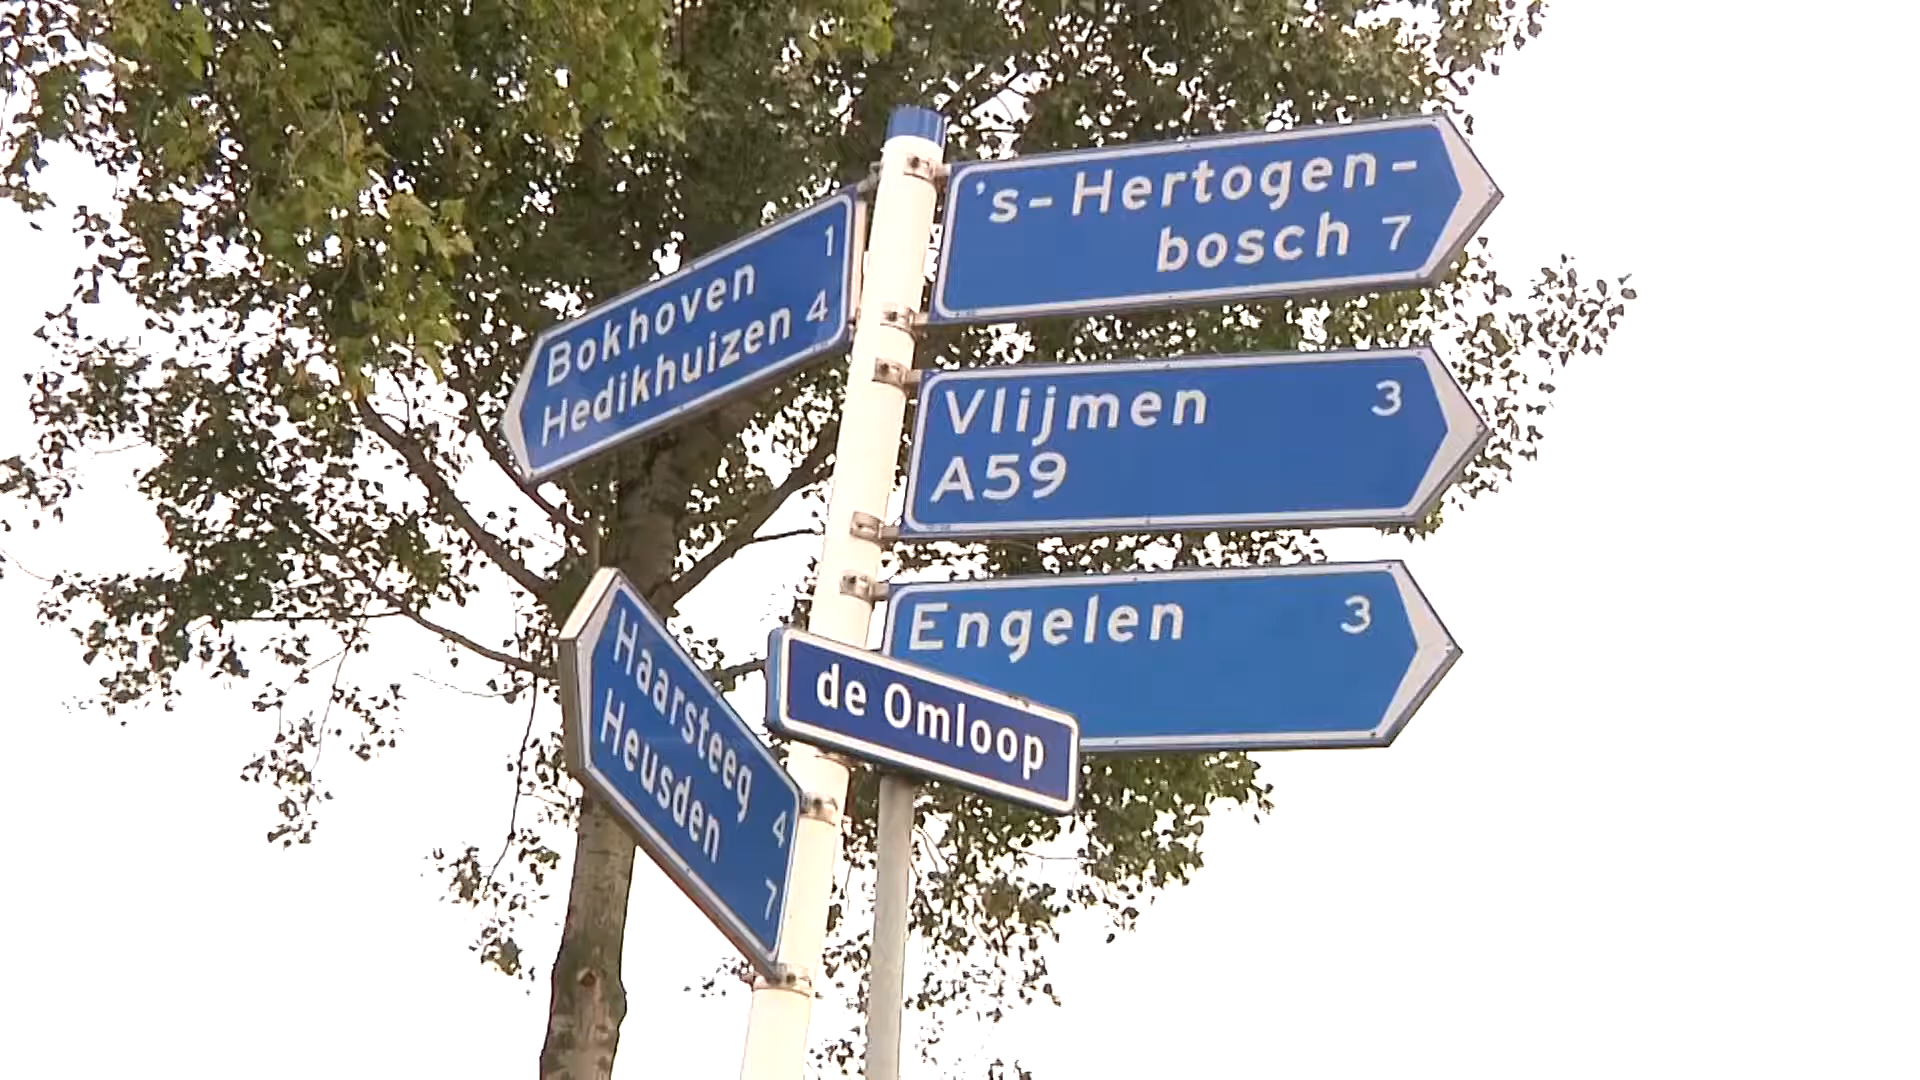 Bokhoven 1
Hedikhuizen 4
's-Hertogen-
bosch 7
Vlijmen 3
A59
Engelen 3
de Omloop
Haarsteeg 4
Heusden 7